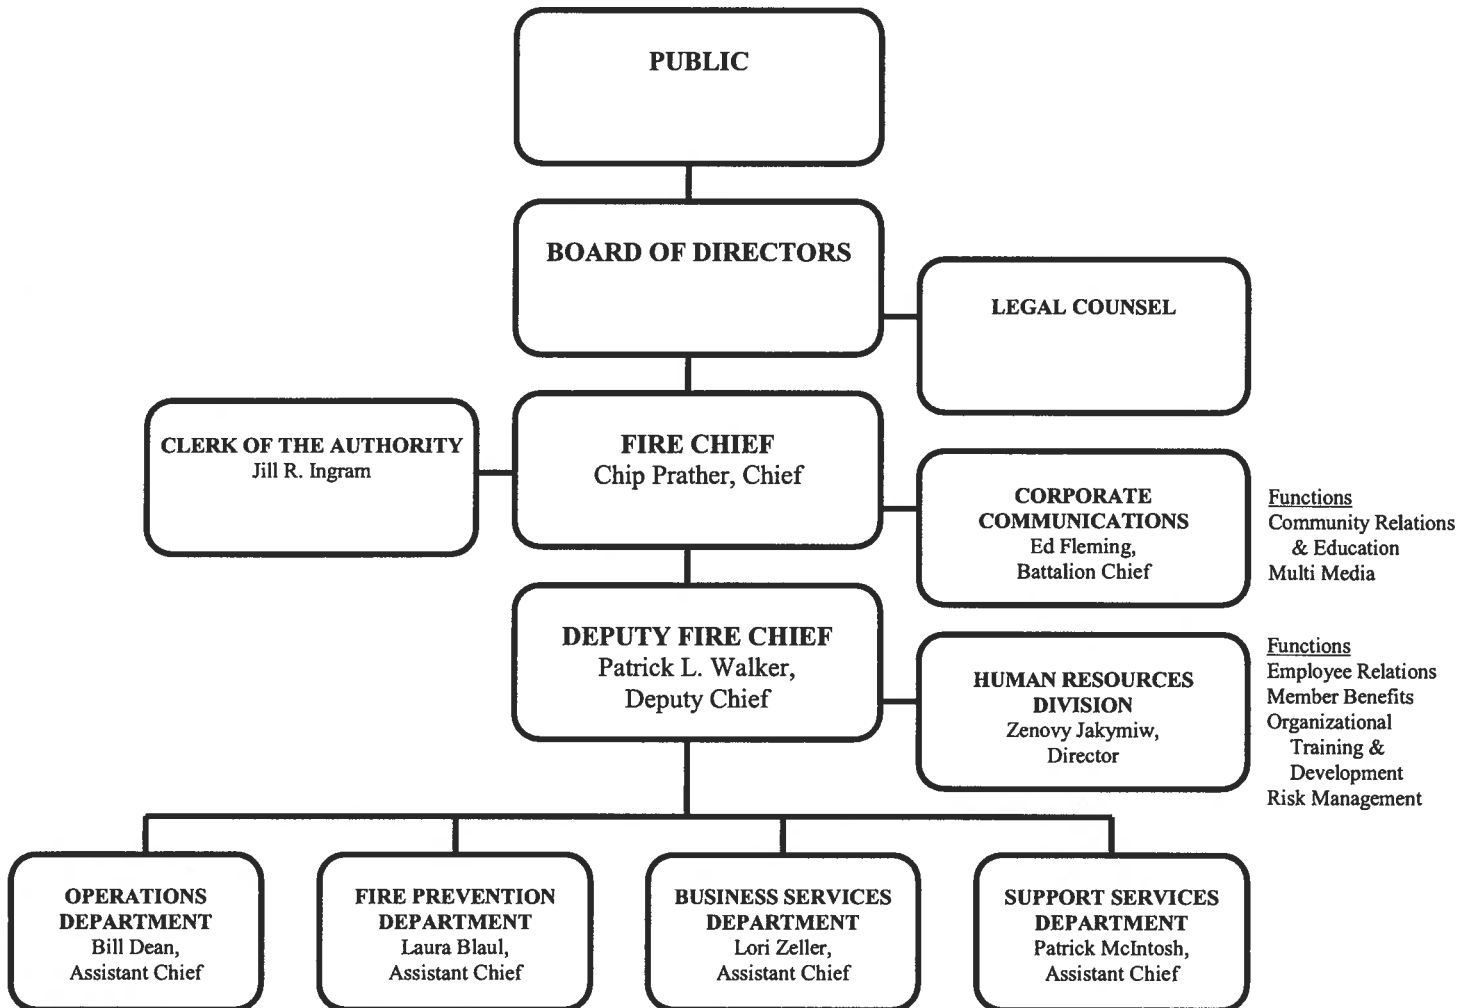 PUBLIC
BOARD OF DIRECTORS
LEGAL COUNSEL
CLERK OF THE AUTHORITY
Jill R. Ingram
FIRE CHIEF
Chip Prather, Chief
CORPORATE
COMMUNICATIONS
Ed Fleming,
Battalion Chief
Functions
Community Relations
& Education
Multi Media
DEPUTY FIRE CHIEF
Patrick L. Walker,
Deputy Chief
HUMAN RESOURCES
DIVISION
Zenovy Jakymiw,
Director
Functions
Employee Relations
Member Benefits
Organizational
Training &
Development
Risk Management
OPERATIONS
DEPARTMENT
Bill Dean,
Assistant Chief
FIRE PREVENTION
DEPARTMENT
Laura Blaul,
Assistant Chief
BUSINESS SERVICES
DEPARTMENT
Lori Zeller,
Assistant Chief
SUPPORT SERVICES
DEPARTMENT
Patrick McIntosh,
Assistant Chief